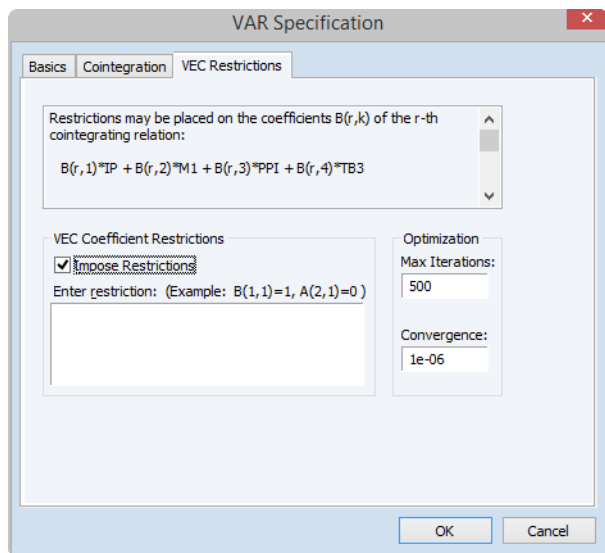 VAR Specification
Basics
Cointegration
VEC Restrictions
Restrictions may be placed on the coefficients B(r,k) of the r-th
cointegrating relation:
B(r,1)*IP + B(r,2)*M1 + B(r,3)*PPI + B(r,4)*TB3
VEC Coefficient Restrictions
Impose Restrictions
Enter restriction: (Example: B(1,1)=1, A(2,1)=0 )
Optimization
Max Iterations:
500
Convergence:
1e-06
OK
Cancel